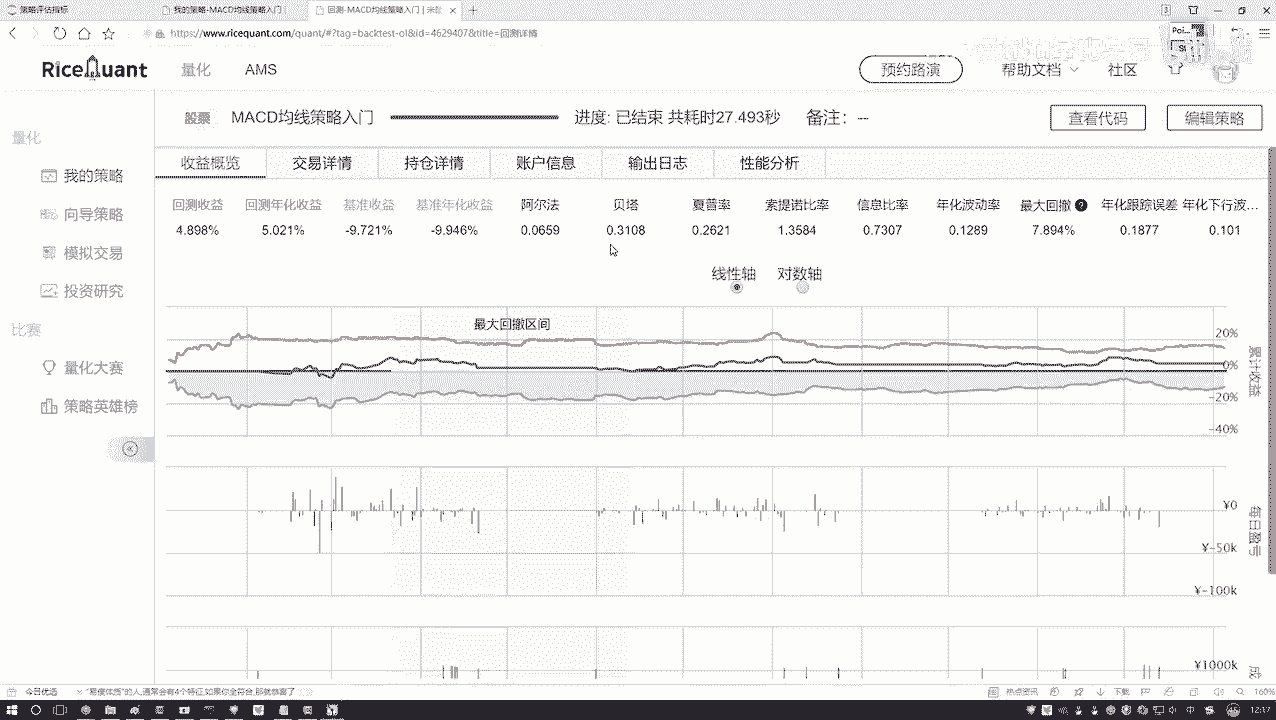 策略评估指标 我的策略-MACD均线策略入门 回测-MACD均线策略入门 | 米筐
https://www.ricequant.com/quant/#?tag=backtest-ol&id=4629407&title=回测详情
RiceQuant 量化 AMS 预约路演 帮助文档 社区
股票 MACD均线策略入门 进度: 已结束 共耗时27.493秒 备注: -- 查看代码 编辑策略
量化
我的策略
向导策略
模拟交易
投资研究
比赛
量化大赛
策略英雄榜
收益概览 交易详情 持仓详情 账户信息 输出日志 性能分析
回测收益 回测年化收益 基准收益 基准年化收益 阿尔法 贝塔 夏普率 索提诺比率 信息比率 年化波动率 最大回撤 年化跟踪误差 年化下行波...
4.898% 5.021% -9.721% -9.946% 0.0659 0.3108 0.2621 1.3584 0.7307 0.1289 7.894% 0.1877 0.101
线性轴 对数轴
最大回撤区间
20%
0%
-20%
-40%
累计收益
¥0
¥-50k
¥-100k
每日盈亏
¥1000k
今日优选 "易瘦体质"的人,通常会有4个特征,如果你全符合,那就恭喜了
热点资讯 下载 160%
12:17